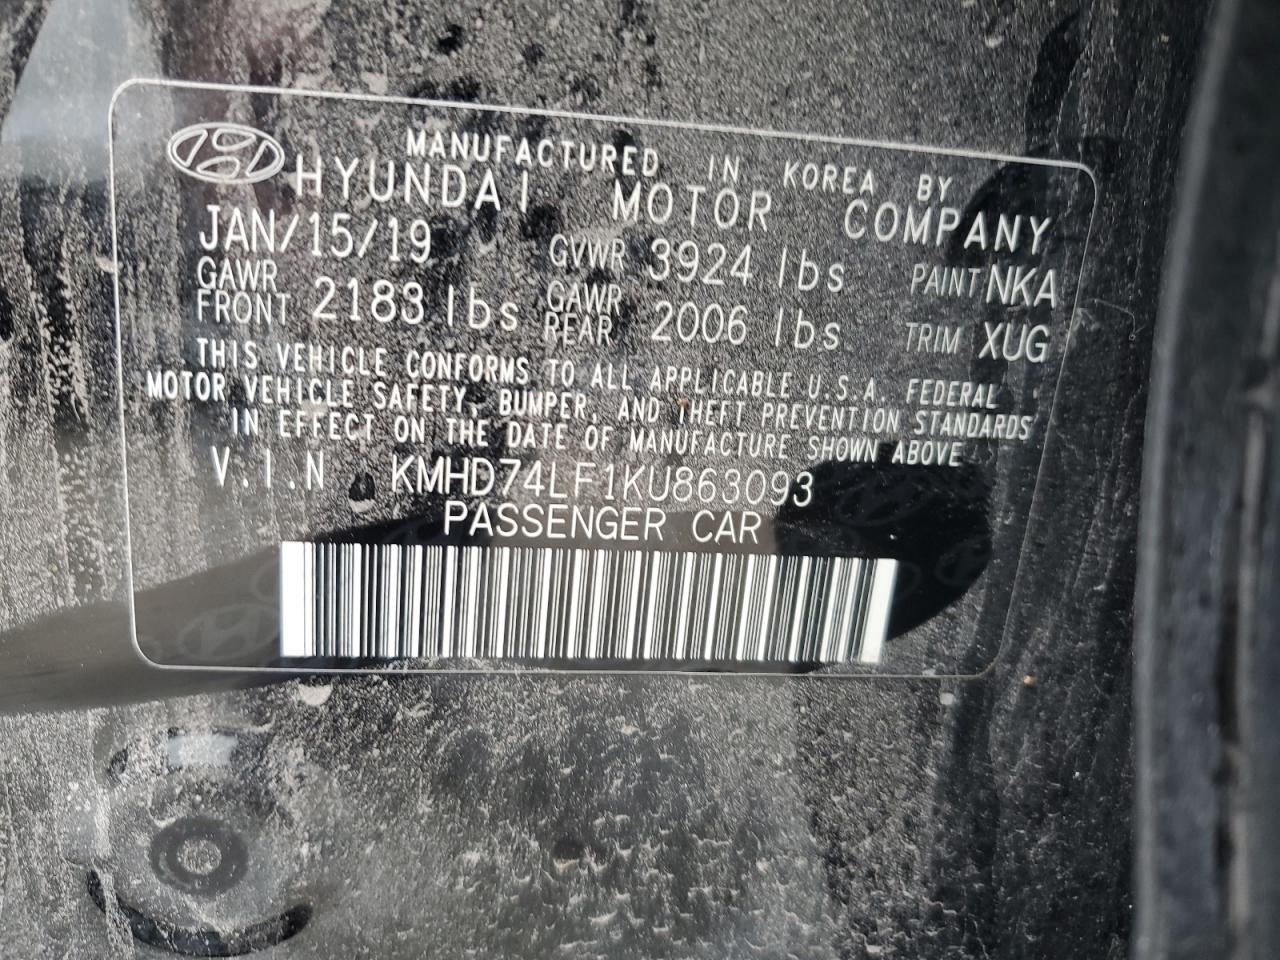 MANUFACTURED IN KOREA BY
HYUNDAI MOTOR COMPANY
JAN/15/19 GVWR 3924 lbs PAINT NKA
GAWR FRONT 2183 lbs GAWR REAR 2006 lbs TRIM XUG
THIS VEHICLE CONFORMS TO ALL APPLICABLE U.S.A. FEDERAL
MOTOR VEHICLE SAFETY, BUMPER, AND THEFT PREVENTION STANDARDS
IN EFFECT ON THE DATE OF MANUFACTURE SHOWN ABOVE
V.I.N KMHD74LF1KU863093
PASSENGER CAR